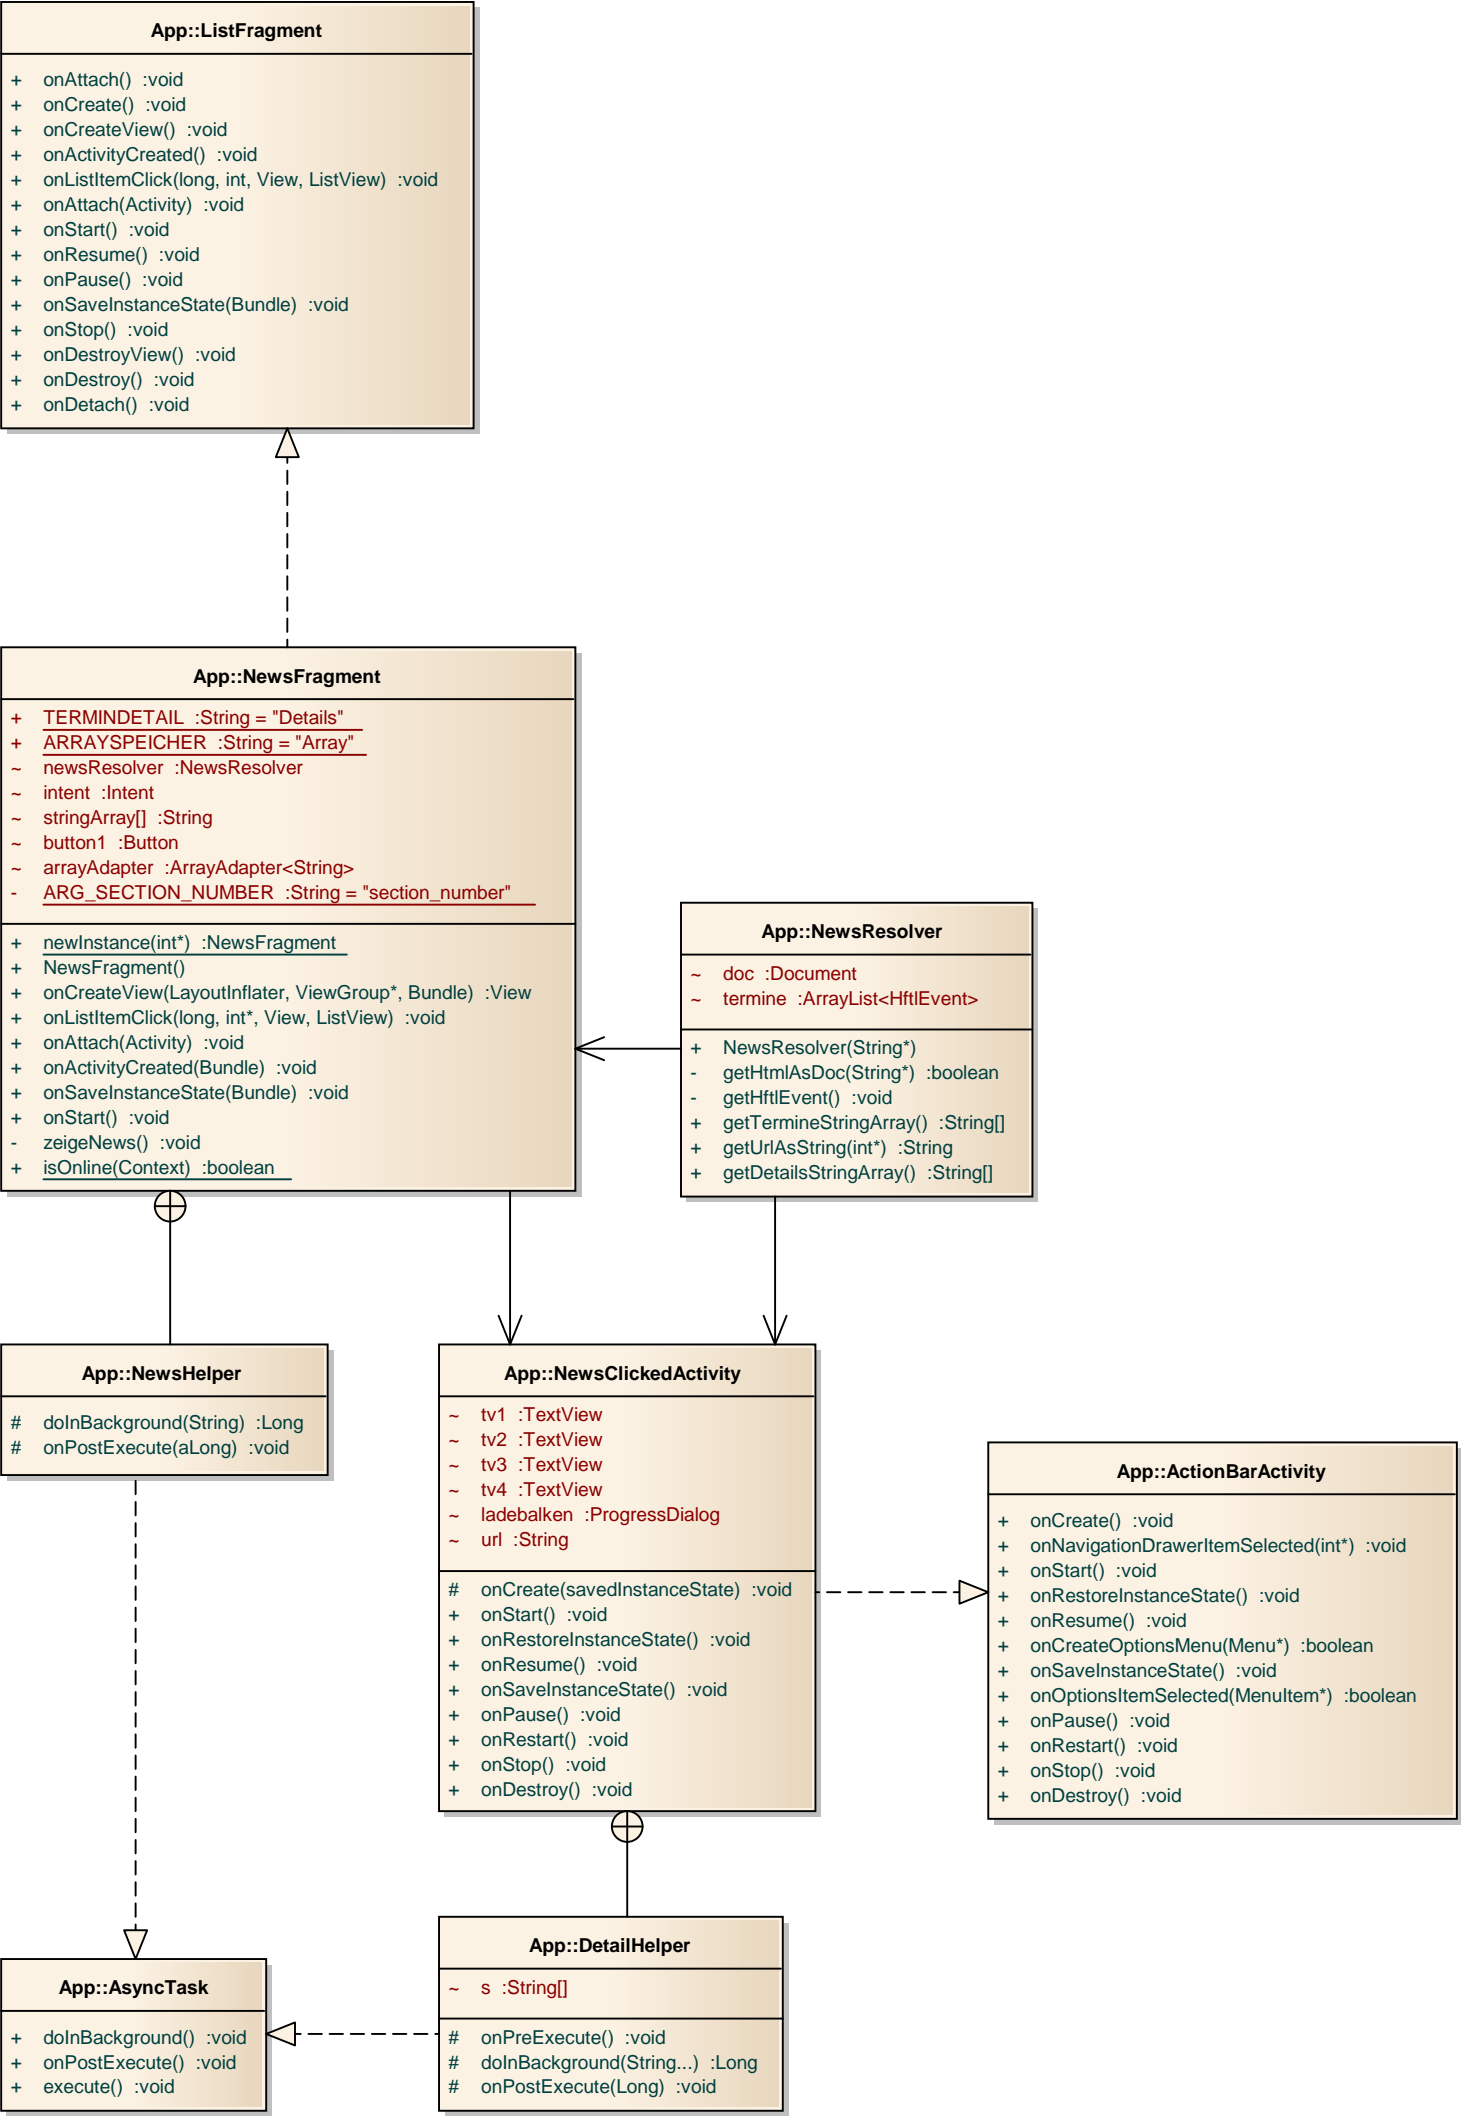 App::ListFragment
+ onAttach() :void
+ onCreate() :void
+ onCreateView() :void
+ onActivityCreated() :void
+ onListItemClick(long, int, View, ListView) :void
+ onAttach(Activity) :void
+ onStart() :void
+ onResume() :void
+ onPause() :void
+ onSaveInstanceState(Bundle) :void
+ onStop() :void
+ onDestroyView() :void
+ onDestroy() :void
+ onDetach() :void
App::NewsFragment
+ TERMINDETAIL :String = "Details"
+ ARRAYSPEICHER :String = "Array"
~ newsResolver :NewsResolver
~ intent :Intent
~ stringArray[] :String
~ button1 :Button
~ arrayAdapter :ArrayAdapter<String>
- ARG_SECTION_NUMBER :String = "section_number"
+ newInstance(int*) :NewsFragment
+ NewsFragment()
+ onCreateView(LayoutInflater, ViewGroup*, Bundle) :View
+ onListItemClick(long, int*, View, ListView) :void
+ onAttach(Activity) :void
+ onActivityCreated(Bundle) :void
+ onSaveInstanceState(Bundle) :void
+ onStart() :void
- zeigeNews() :void
+ isOnline(Context) :boolean
App::NewsResolver
~ doc :Document
~ termine :ArrayList<HftlEvent>
+ NewsResolver(String*)
- getHtmlAsDoc(String*) :boolean
- getHftlEvent() :void
+ getTermineStringArray() :String[]
+ getUrlAsString(int*) :String
+ getDetailsStringArray() :String[]
App::NewsHelper
# doInBackground(String) :Long
# onPostExecute(aLong) :void
App::NewsClickedActivity
~ tv1 :TextView
~ tv2 :TextView
~ tv3 :TextView
~ tv4 :TextView
~ ladebalken :ProgressDialog
~ url :String
# onCreate(savedInstanceState) :void
+ onStart() :void
+ onRestoreInstanceState() :void
+ onResume() :void
+ onSaveInstanceState() :void
+ onPause() :void
+ onRestart() :void
+ onStop() :void
+ onDestroy() :void
App::ActionBarActivity
+ onCreate() :void
+ onNavigationDrawerItemSelected(int*) :void
+ onStart() :void
+ onRestoreInstanceState() :void
+ onResume() :void
+ onCreateOptionsMenu(Menu*) :boolean
+ onSaveInstanceState() :void
+ onOptionsItemSelected(MenuItem*) :boolean
+ onPause() :void
+ onRestart() :void
+ onStop() :void
+ onDestroy() :void
App::AsyncTask
+ doInBackground() :void
+ onPostExecute() :void
+ execute() :void
App::DetailHelper
~ s :String[]
# onPreExecute() :void
# doInBackground(String...) :Long
# onPostExecute(Long) :void